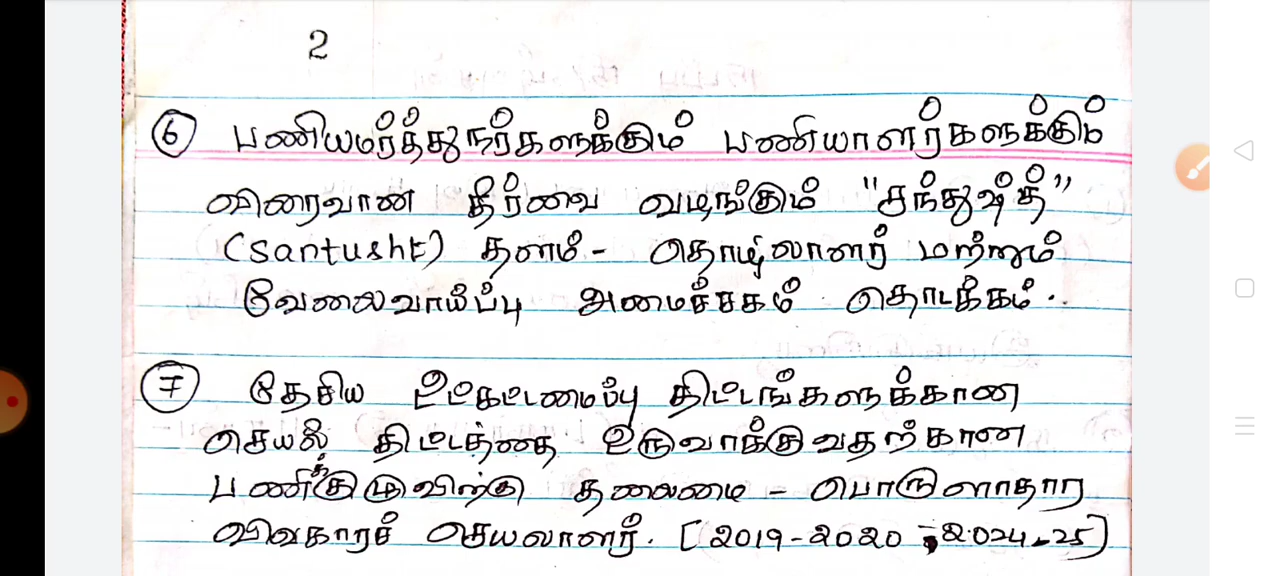 2
6 பணியமர்த்துநர்களுக்கும் பணியாளர்களுக்கும்
விரைவான தீர்வை வழங்கும் "சந்துஷ்த்"
(Santusht) தளம் - தொழிலாளர் மற்றும்
வேலைவாய்ப்பு அமைச்சகம் தொடக்கம்.
7 தேசிய உட்கட்டமைப்பு திட்டங்களுக்கான
செயல் திட்டத்தை உருவாக்குவதற்கான
பணிக்குழுவிற்கு தலைமை - பொருளாதார
விவகாரச் செயலாளர். [2019-2020 , 2024-25]